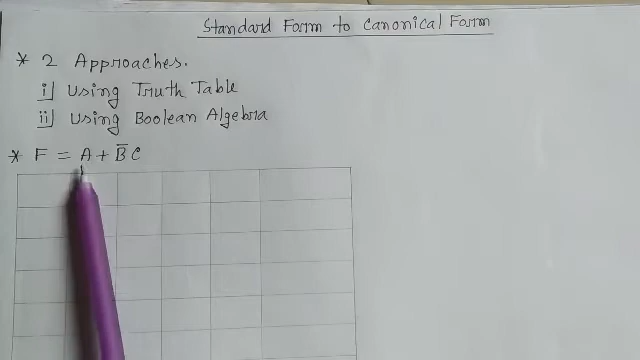 Standard Form to Canonical Form
* 2 Approaches.
i] Using Truth Table
ii] Using Boolean Algebra
* F = A + B̅ C